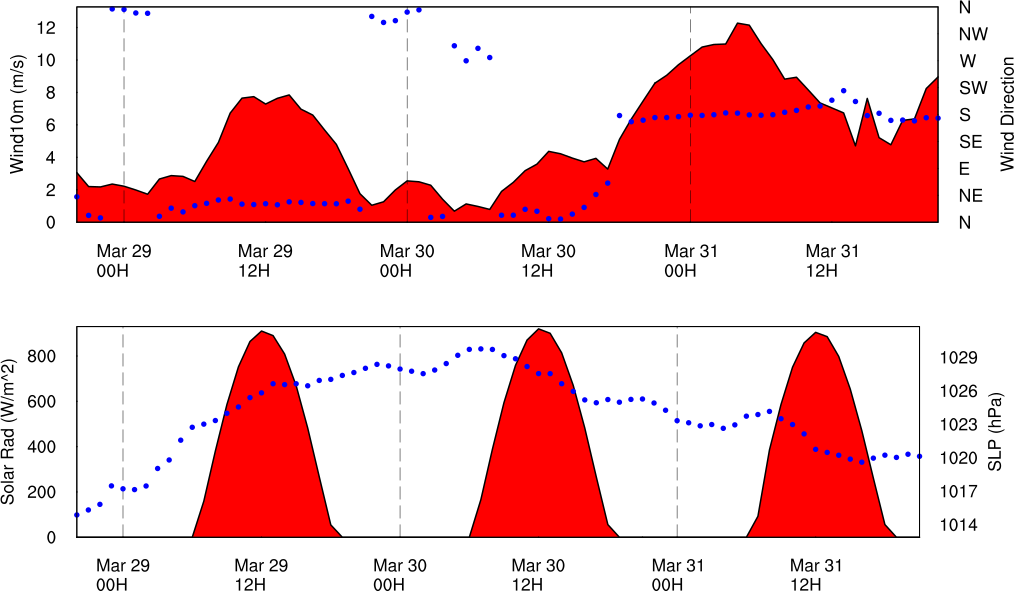 N
12
NW
10
W
8
SW
6
S
4
SE
E
2
NE
0
N
Wind10m (m/s)
Wind Direction
Mar 29
00H
Mar 29
12H
Mar 30
00H
Mar 30
12H
Mar 31
00H
Mar 31
12H
800
1029
1026
600
1023
400
1020
200
1017
1014
0
Solar Rad (W/m^2)
SLP (hPa)
Mar 29
00H
Mar 29
12H
Mar 30
00H
Mar 30
12H
Mar 31
00H
Mar 31
12H